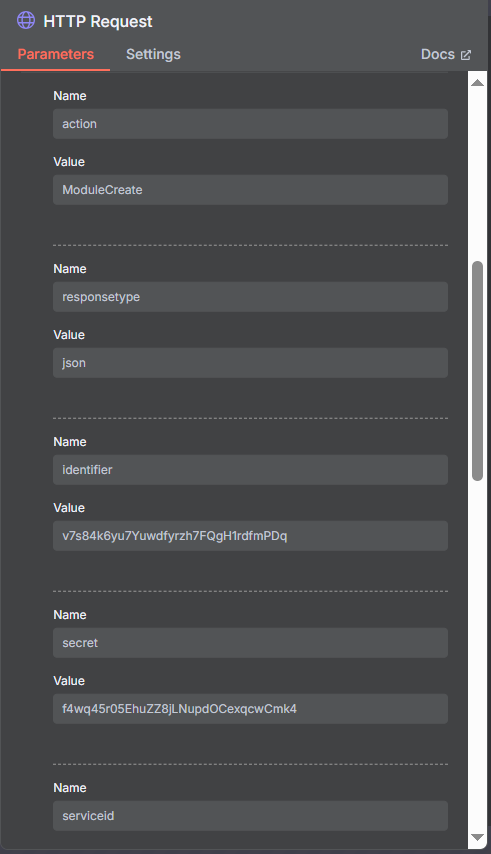 HTTP Request
Parameters
Settings
Docs
Name
action
Value
ModuleCreate
Name
responsetype
Value
json
Name
identifier
Value
v7s84k6yu7Yuwdfyrzh7FQgH1rdfmPDq
Name
secret
Value
f4wq45r05EhuZZ8jLNupdOCexqcwCmk4
Name
serviceid